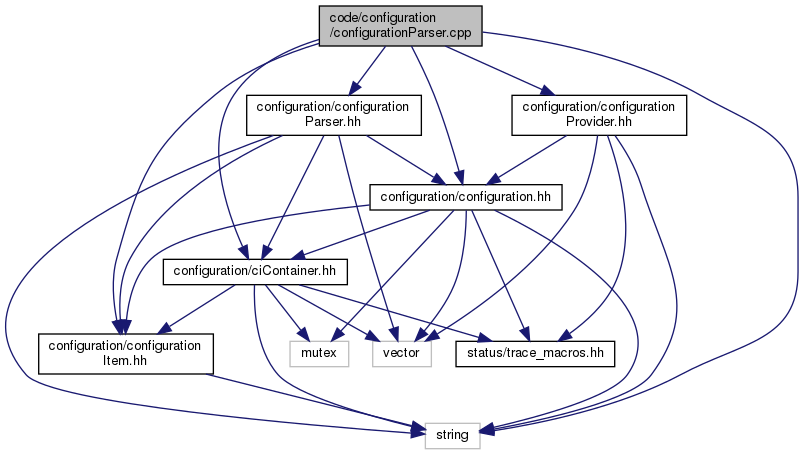 code/configuration
/configurationParser.cpp
configuration/configuration
Parser.hh
configuration/configuration
Provider.hh
configuration/configuration.hh
configuration/ciContainer.hh
configuration/configuration
Item.hh
mutex
vector
status/trace_macros.hh
string